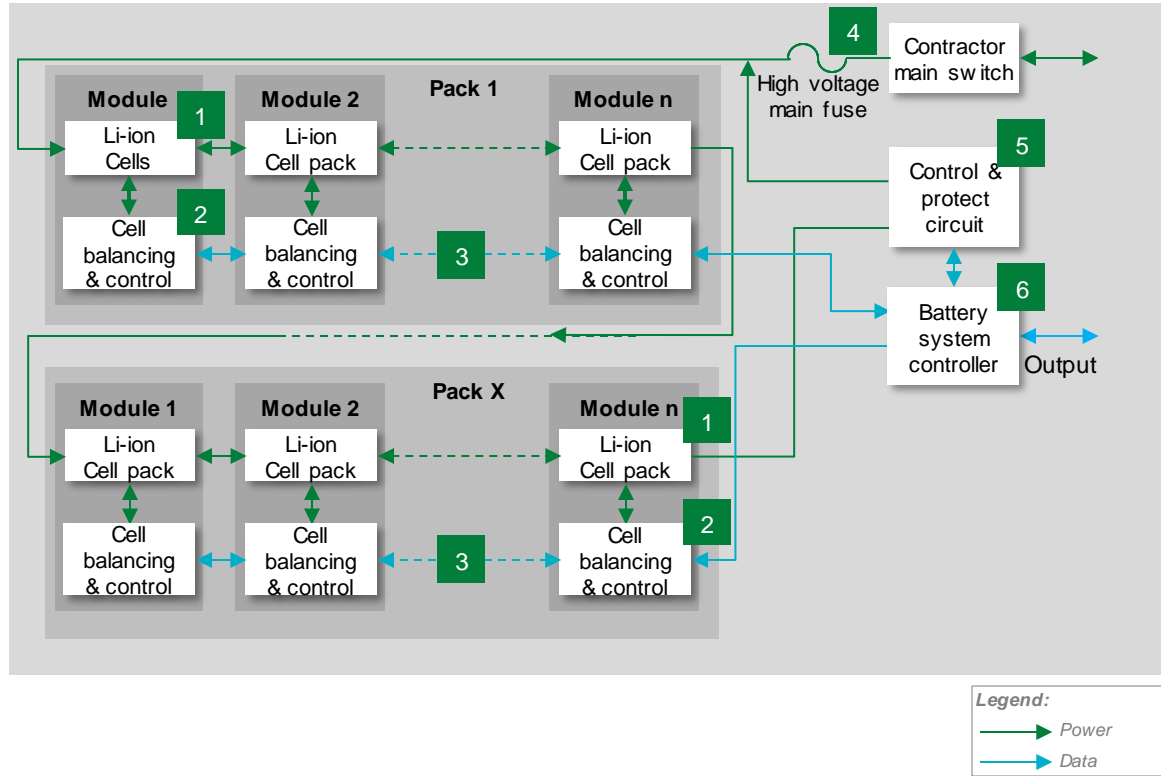 4
Contractor
main switch
High voltage
main fuse
Pack 1
Module
Module 2
Module n
1
Li-ion
Cells
Li-ion
Cell pack
Li-ion
Cell pack
5
Control &
protect
circuit
2
Cell
balancing
& control
Cell
balancing
& control
3
Cell
balancing
& control
6
Battery
system
controller
Output
Pack X
Module 1
Module 2
Module n
1
Li-ion
Cell pack
Li-ion
Cell pack
Li-ion
Cell pack
2
Cell
balancing
& control
Cell
balancing
& control
3
Cell
balancing
& control
Legend:
Power
Data